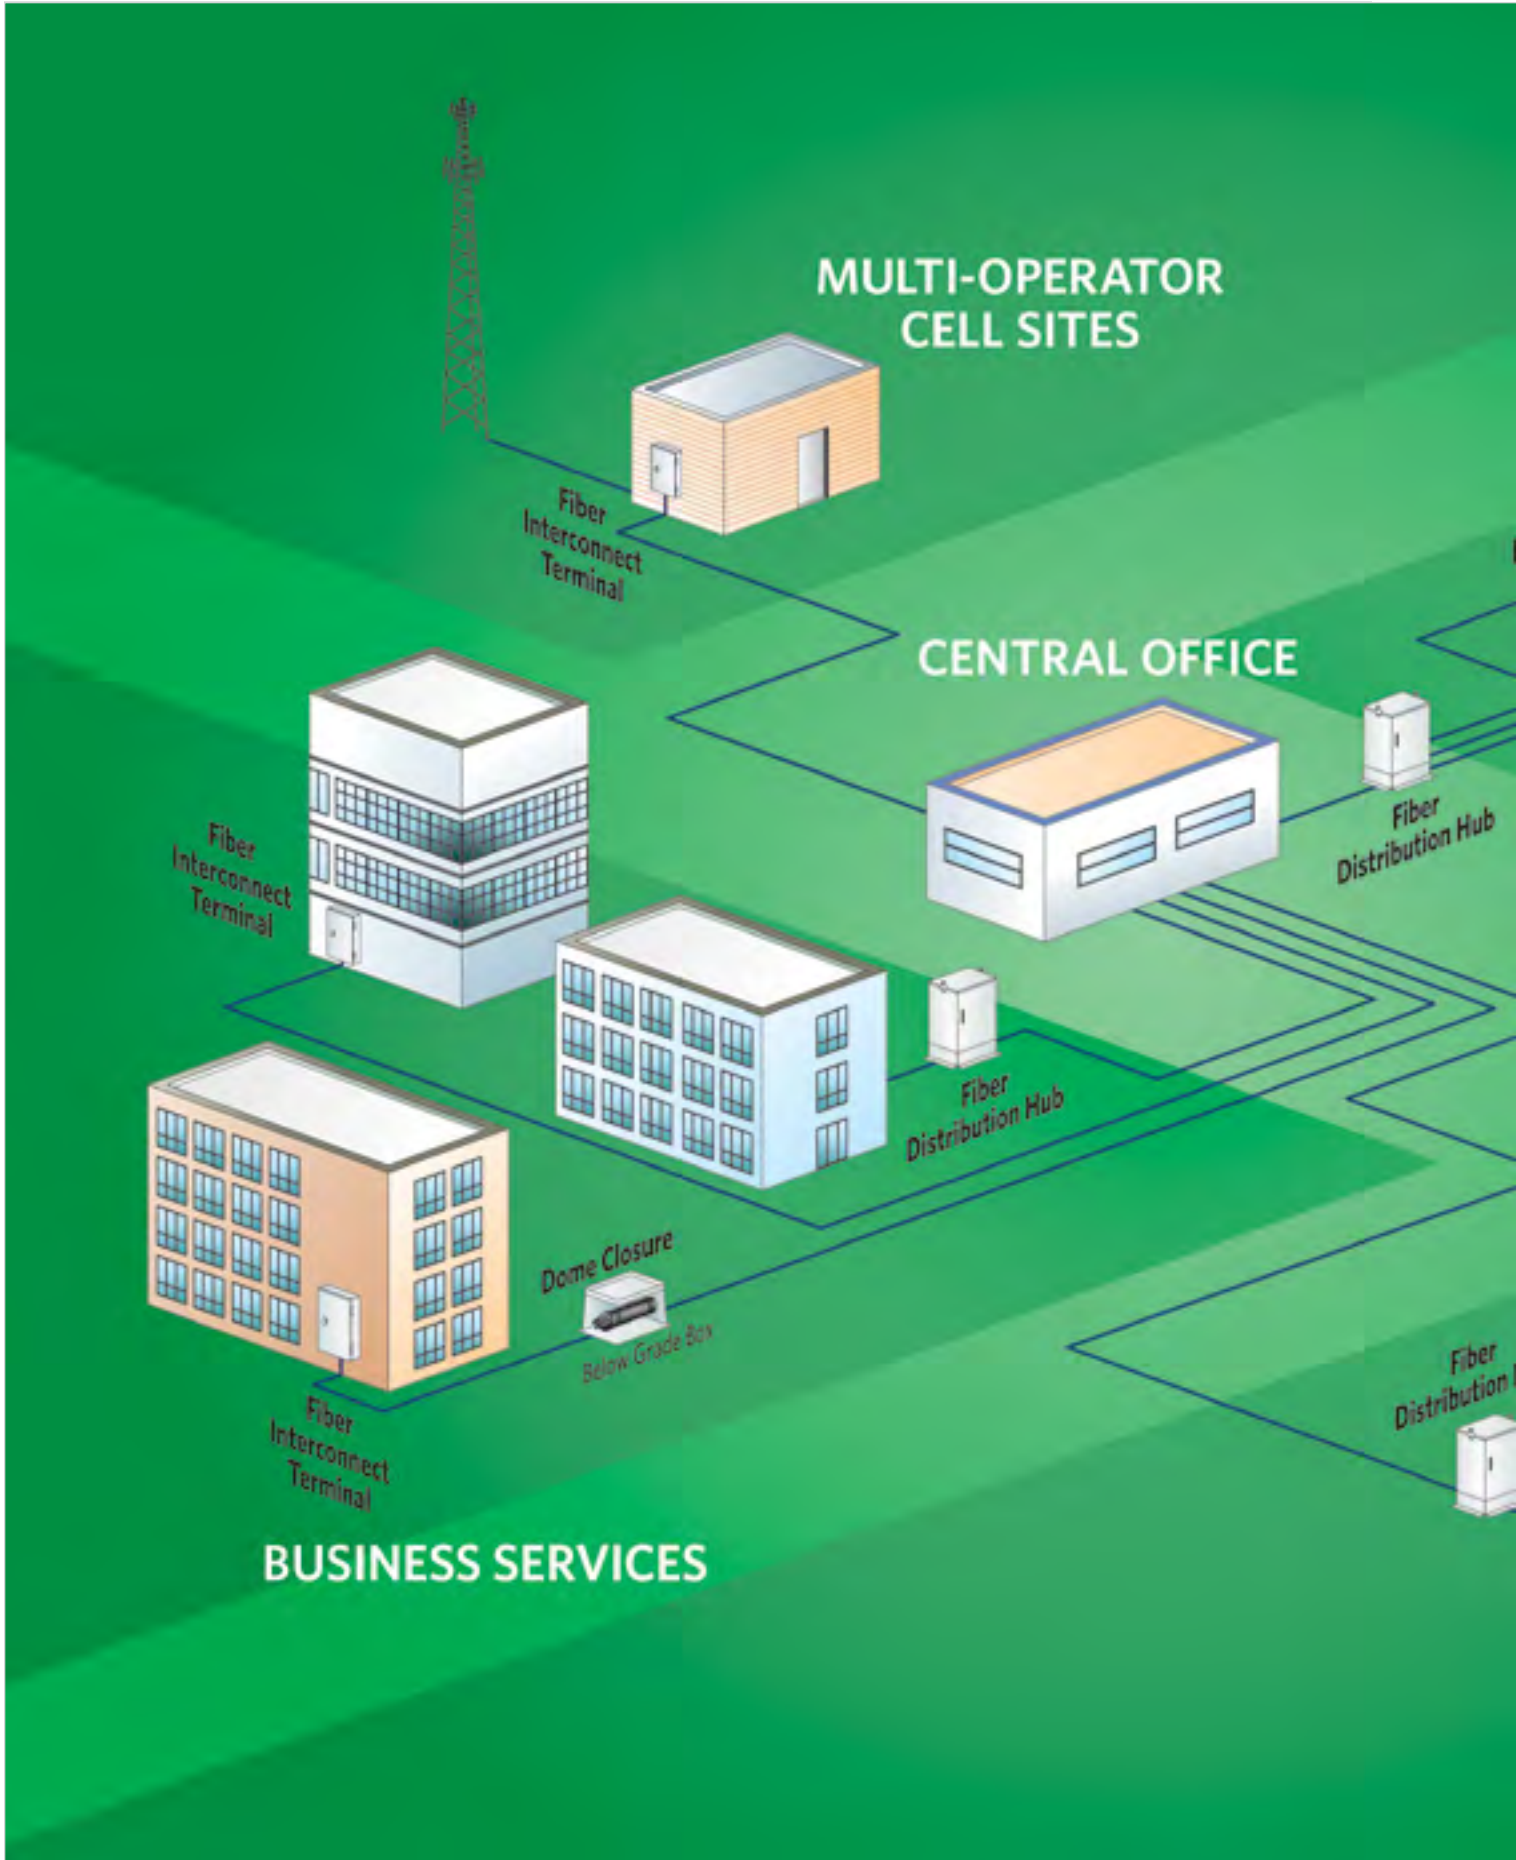 MULTI-OPERATOR
CELL SITES
Fiber
Interconnect
Terminal
CENTRAL OFFICE
Fiber
Distribution Hub
Fiber
Interconnect
Terminal
Fiber
Distribution Hub
Dome Closure
Below Grade Box
Fiber
Distribution
Fiber
Interconnect
Terminal
BUSINESS SERVICES